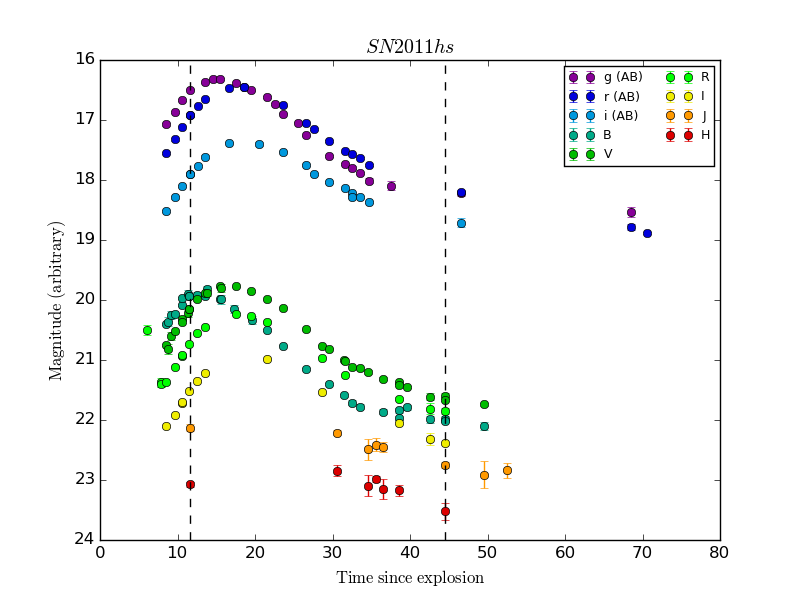 SN2011hs
16
17
18
19
20
21
22
23
24
Magnitude (arbitrary)
g (AB) R
r (AB) I
i (AB) J
B H
V
0 10 20 30 40 50 60 70 80
Time since explosion